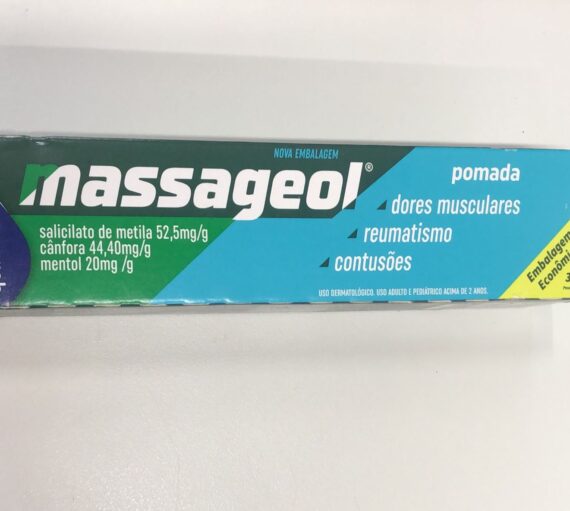 NOVA EMBALAGEM
massageol®
salicilato de metila 52,5mg/g
cânfora 44,40mg/g
mentol 20mg /g
pomada
dores musculares
reumatismo
contusões
USO DERMATOLÓGICO. USO ADULTO E PEDIÁTRICO ACIMA DE 2 ANOS.
Embalagem
Econômi